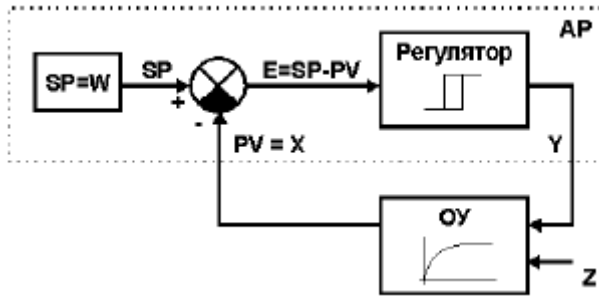 АР
SP=W
SP
+
-
E=SP-PV
Регулятор
PV = X
Y
ОУ
Z